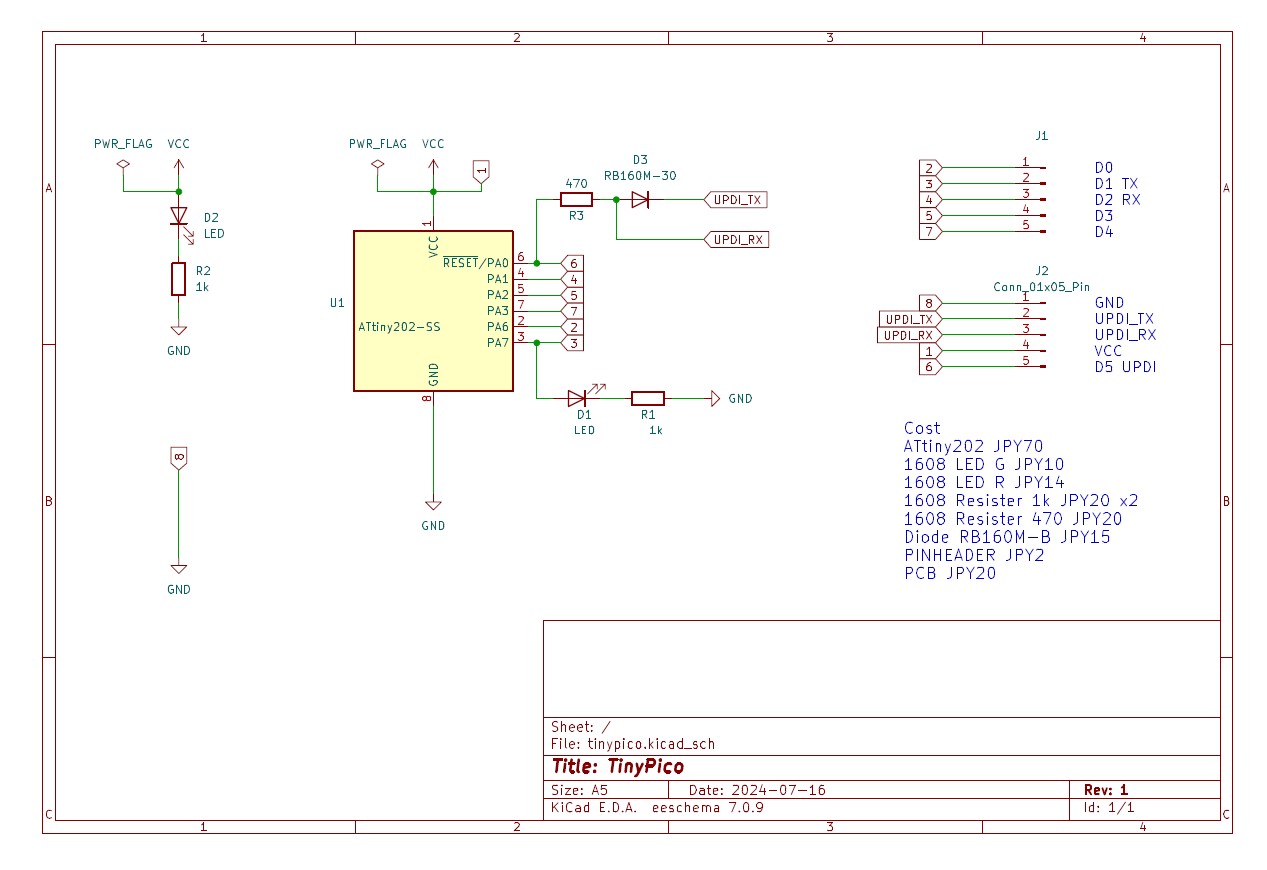 1 2 3 4
A
B
C
PWR_FLAG VCC
D2
LED
R2
1k
GND
8
GND
PWR_FLAG VCC
1
1
VCC
U1
ATtiny202-SS
RESET/PA0 6 6
PA1 4 4
PA2 5 5
PA3 7 7
PA6 2 2
PA7 3 3
GND
8
GND
470
R3
D3
RB160M-30
UPDI_TX
UPDI_RX
D1
LED
R1
1k
GND
J1
2 1 D0
3 2 D1 TX
4 3 D2 RX
5 4 D3
7 5 D4
J2
Conn_01x05_Pin
8 1 GND
UPDI_TX 2 UPDI_TX
UPDI_RX 3 UPDI_RX
1 4 VCC
6 5 D5 UPDI
Cost
ATtiny202 JPY70
1608 LED G JPY10
1608 LED R JPY14
1608 Resister 1k JPY20 x2
1608 Resister 470 JPY20
Diode RB160M-B JPY15
PINHEADER JPY2
PCB JPY20
Sheet: /
File: tinypico.kicad_sch
Title: TinyPico
Size: A5 Date: 2024-07-16 Rev: 1
KiCad E.D.A. eeschema 7.0.9 Id: 1/1
A
B
C
1 2 3 4